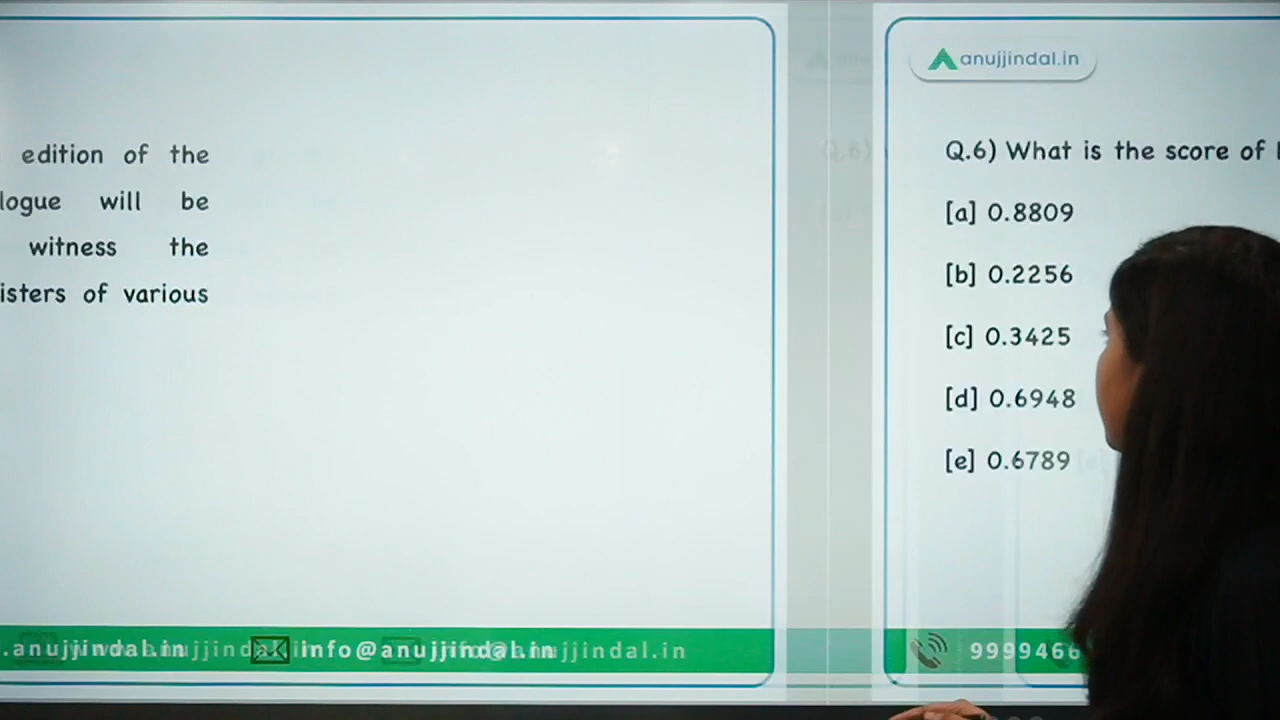 edition of the
logue will be
witness the
isters of various
.anujjindal.in
info@anujjindal.in
anujjindal.in
Q.6) What is the score of
[a] 0.8809
[b] 0.2256
[c] 0.3425
[d] 0.6948
[e] 0.6789
9999466